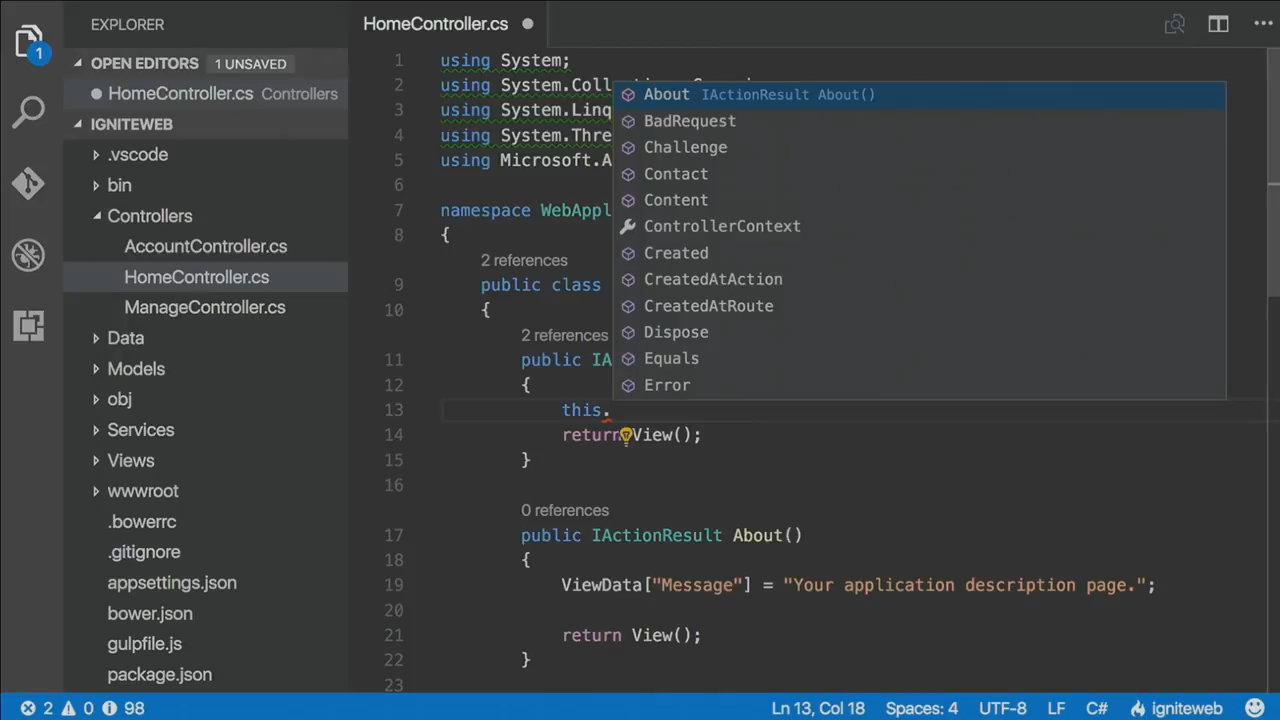 EXPLORER
OPEN EDITORS 1 UNSAVED
HomeController.cs Controllers
IGNITEWEB
.vscode
bin
Controllers
AccountController.cs
HomeController.cs
ManageController.cs
Data
Models
obj
Services
Views
wwwroot
.bowerrc
.gitignore
appsettings.json
bower.json
gulpfile.js
package.json
1
HomeController.cs
1 using System;
2 using System.Coll
3 using System.Linq
4 using System.Thre
5 using Microsoft.A
6
7 namespace WebAppl
8 {
2 references
9 public class
10 {
2 references
11 public IA
12 {
13 this.
14 return View();
15 }
16
0 references
17 public IActionResult About()
18 {
19 ViewData["Message"] = "Your application description page.";
20
21 return View();
22 }
23
About IActionResult About()
BadRequest
Challenge
Contact
Content
ControllerContext
Created
CreatedAtAction
CreatedAtRoute
Dispose
Equals
Error
2 0 98 Ln 13, Col 18 Spaces: 4 UTF-8 LF C# igniteweb